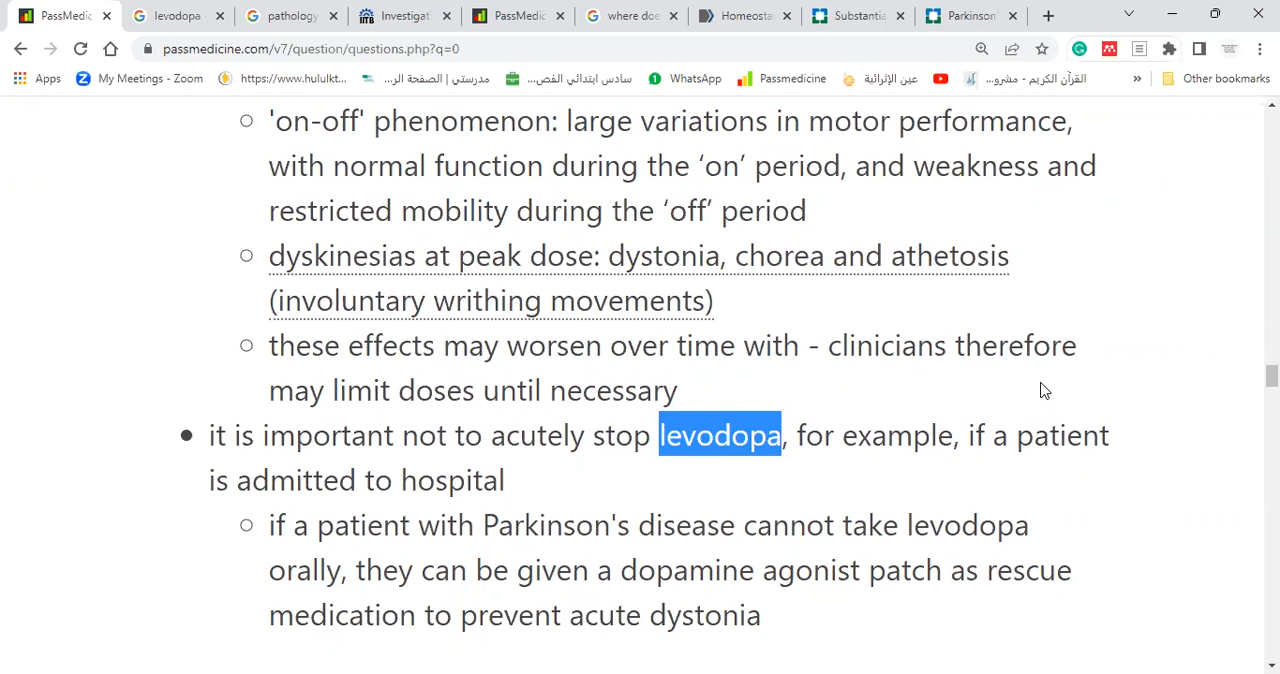 PassMedic
levodopa
pathology
Investigat
PassMedic
where doe
Homeosta
Substantia
Parkinson'
passmedicine.com/v7/question/questions.php?q=0
Apps
My Meetings - Zoom
https://www.hululkt...
مدرستي | الصفحة الر...
سادس ابتدائي الفص...
WhatsApp
Passmedicine
عين الإثرائية
القرآن الكريم - مشرو...
»
Other bookmarks
'on-off' phenomenon: large variations in motor performance,
with normal function during the ‘on’ period, and weakness and
restricted mobility during the ‘off’ period
dyskinesias at peak dose: dystonia, chorea and athetosis
(involuntary writhing movements)
these effects may worsen over time with - clinicians therefore
may limit doses until necessary
it is important not to acutely stop levodopa, for example, if a patient
is admitted to hospital
if a patient with Parkinson's disease cannot take levodopa
orally, they can be given a dopamine agonist patch as rescue
medication to prevent acute dystonia